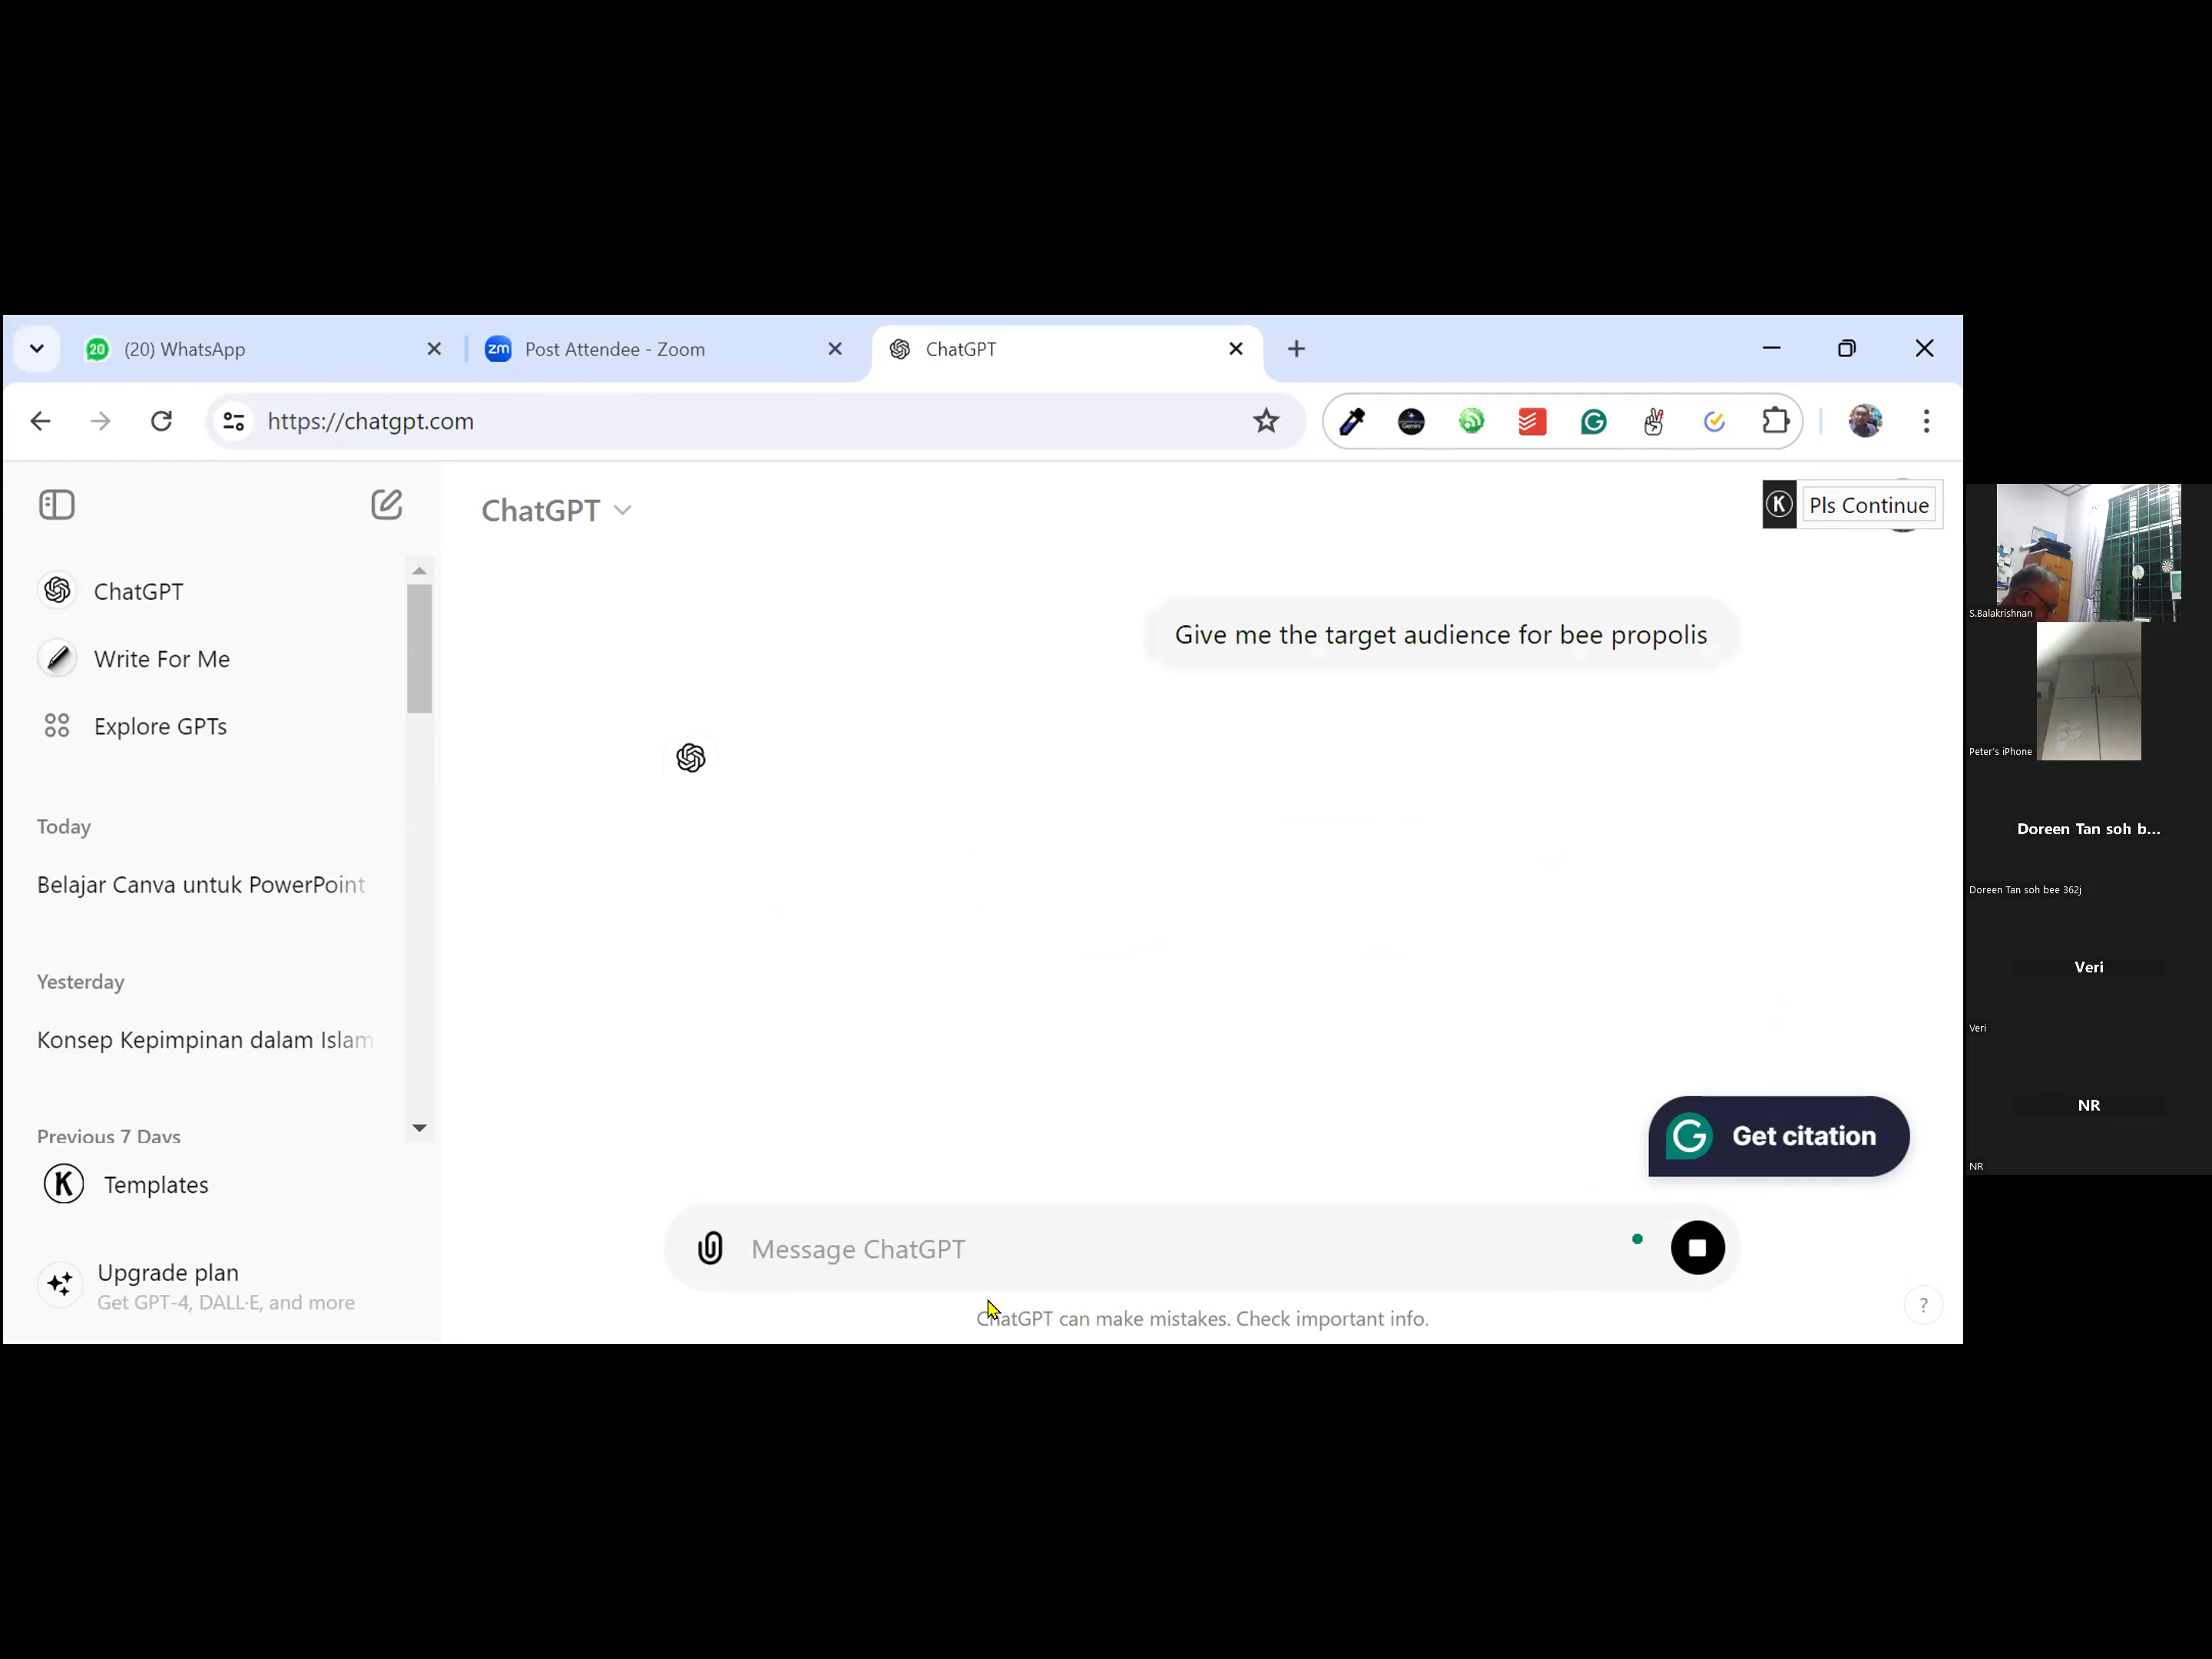 20
(20) WhatsApp
zm
Post Attendee - Zoom
ChatGPT
https://chatgpt.com
Gemini
ChatGPT
K
Pls Continue
ChatGPT
Write For Me
Explore GPTs
Give me the target audience for bee propolis
Today
Belajar Canva untuk PowerPoint
Yesterday
Konsep Kepimpinan dalam Islam
Previous 7 Days
K
Templates
Upgrade plan
Get GPT-4, DALL·E, and more
Get citation
Message ChatGPT
ChatGPT can make mistakes. Check important info.
?
S.Balakrishnan
Peter's iPhone
Doreen Tan soh b...
Doreen Tan soh bee 362j
Veri
Veri
NR
NR